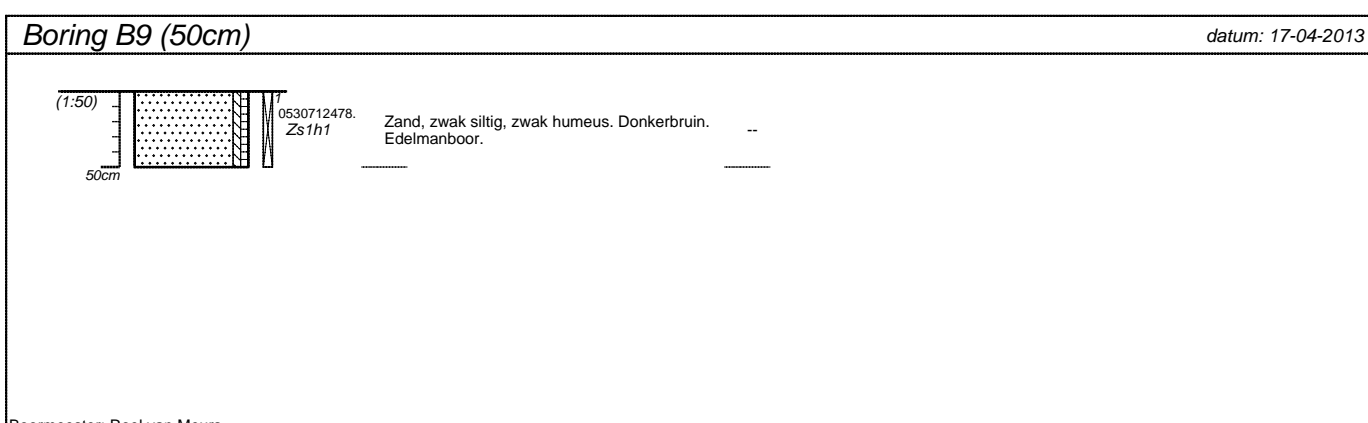 Boring B9 (50cm)
datum: 17-04-2013
(1:50)
1
0530712478.
Zs1h1
Zand, zwak siltig, zwak humeus. Donkerbruin.
Edelmanboor.
--
50cm